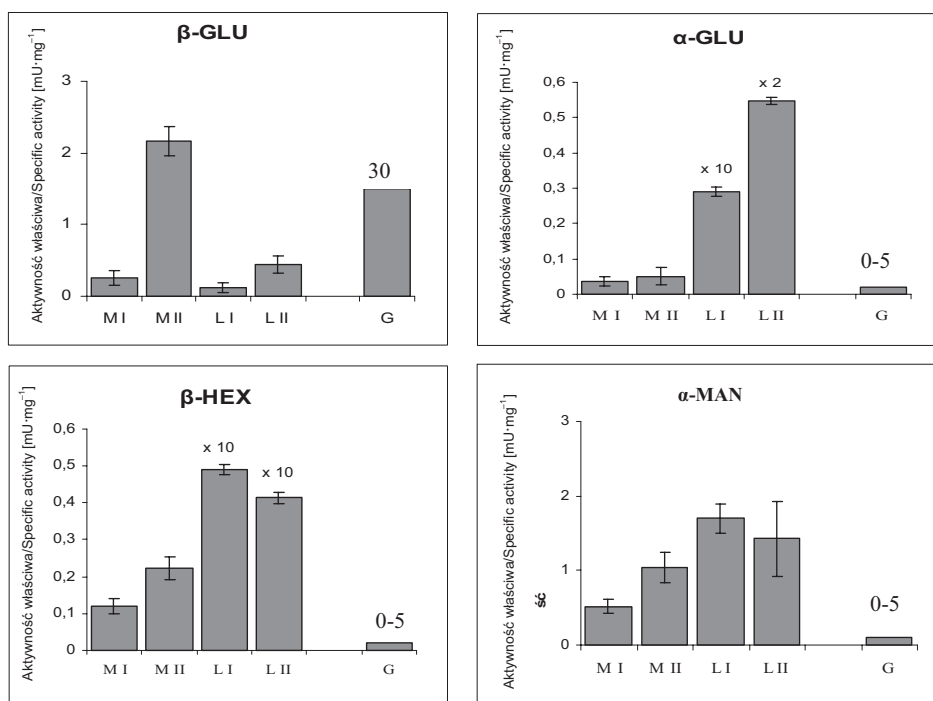 β-GLU
Aktywność właściwa/Specific activity [mU·mg⁻¹]
3
2
1
0
30
M I M II L I L II G
α-GLU
Aktywność właściwa/Specific activity [mU·mg⁻¹]
0,6
0,5
0,4
0,3
0,2
0,1
0
x 10
x 2
0-5
M I M II L I L II G
β-HEX
Aktywność właściwa/Specific activity [mU·mg⁻¹]
0,6
0,5
0,4
0,3
0,2
0,1
0
x 10
x 10
0-5
M I M II L I L II G
α-MAN
Aktywność właściwa/Specific activity [mU·mg⁻¹]
ść
3
2
1
0
0-5
M I M II L I L II G